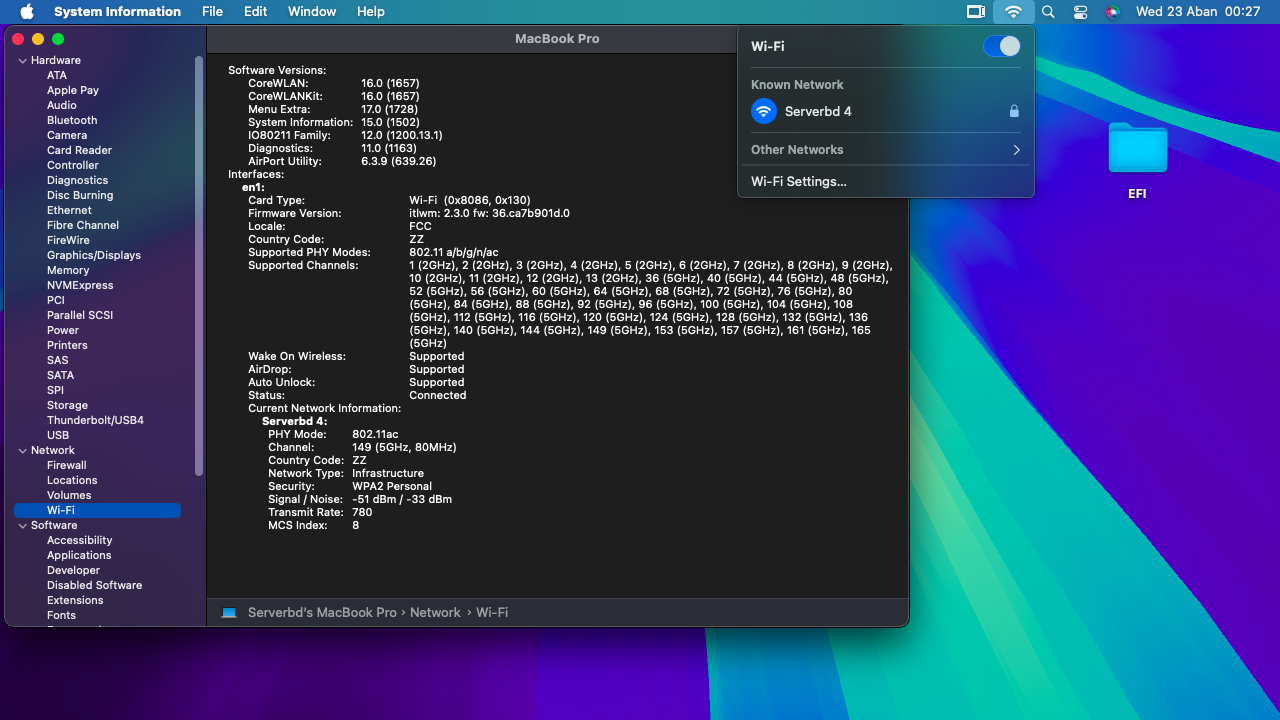 System Information File Edit Window Help
Wed 23 Aban 00:27
MacBook Pro
Hardware
ATA
Apple Pay
Audio
Bluetooth
Camera
Card Reader
Controller
Diagnostics
Disc Burning
Ethernet
Fibre Channel
FireWire
Graphics/Displays
Memory
NVMExpress
PCI
Parallel SCSI
Power
Printers
SAS
SATA
SPI
Storage
Thunderbolt/USB4
USB
Network
Firewall
Locations
Volumes
Wi-Fi
Software
Accessibility
Applications
Developer
Disabled Software
Extensions
Fonts
Software Versions:
CoreWLAN: 16.0 (1657)
CoreWLANKit: 16.0 (1657)
Menu Extra: 17.0 (1728)
System Information: 15.0 (1502)
IO80211 Family: 12.0 (1200.13.1)
Diagnostics: 11.0 (1163)
AirPort Utility: 6.3.9 (639.26)
Interfaces:
en1:
Card Type: Wi-Fi (0x8086, 0x130)
Firmware Version: itlwm: 2.3.0 fw: 36.ca7b901d.0
Locale: FCC
Country Code: ZZ
Supported PHY Modes: 802.11 a/b/g/n/ac
Supported Channels: 1 (2GHz), 2 (2GHz), 3 (2GHz), 4 (2GHz), 5 (2GHz), 6 (2GHz), 7 (2GHz), 8 (2GHz), 9 (2GHz),
10 (2GHz), 11 (2GHz), 12 (2GHz), 13 (2GHz), 36 (5GHz), 40 (5GHz), 44 (5GHz), 48 (5GHz),
52 (5GHz), 56 (5GHz), 60 (5GHz), 64 (5GHz), 68 (5GHz), 72 (5GHz), 76 (5GHz), 80
(5GHz), 84 (5GHz), 88 (5GHz), 92 (5GHz), 96 (5GHz), 100 (5GHz), 104 (5GHz), 108
(5GHz), 112 (5GHz), 116 (5GHz), 120 (5GHz), 124 (5GHz), 128 (5GHz), 132 (5GHz), 136
(5GHz), 140 (5GHz), 144 (5GHz), 149 (5GHz), 153 (5GHz), 157 (5GHz), 161 (5GHz), 165
(5GHz)
Wake On Wireless: Supported
AirDrop: Supported
Auto Unlock: Supported
Status: Connected
Current Network Information:
Serverbd 4:
PHY Mode: 802.11ac
Channel: 149 (5GHz, 80MHz)
Country Code: ZZ
Network Type: Infrastructure
Security: WPA2 Personal
Signal / Noise: -51 dBm / -33 dBm
Transmit Rate: 780
MCS Index: 8
Serverbd's MacBook Pro › Network › Wi-Fi
Wi-Fi
Known Network
Serverbd 4
Other Networks
Wi-Fi Settings...
EFI